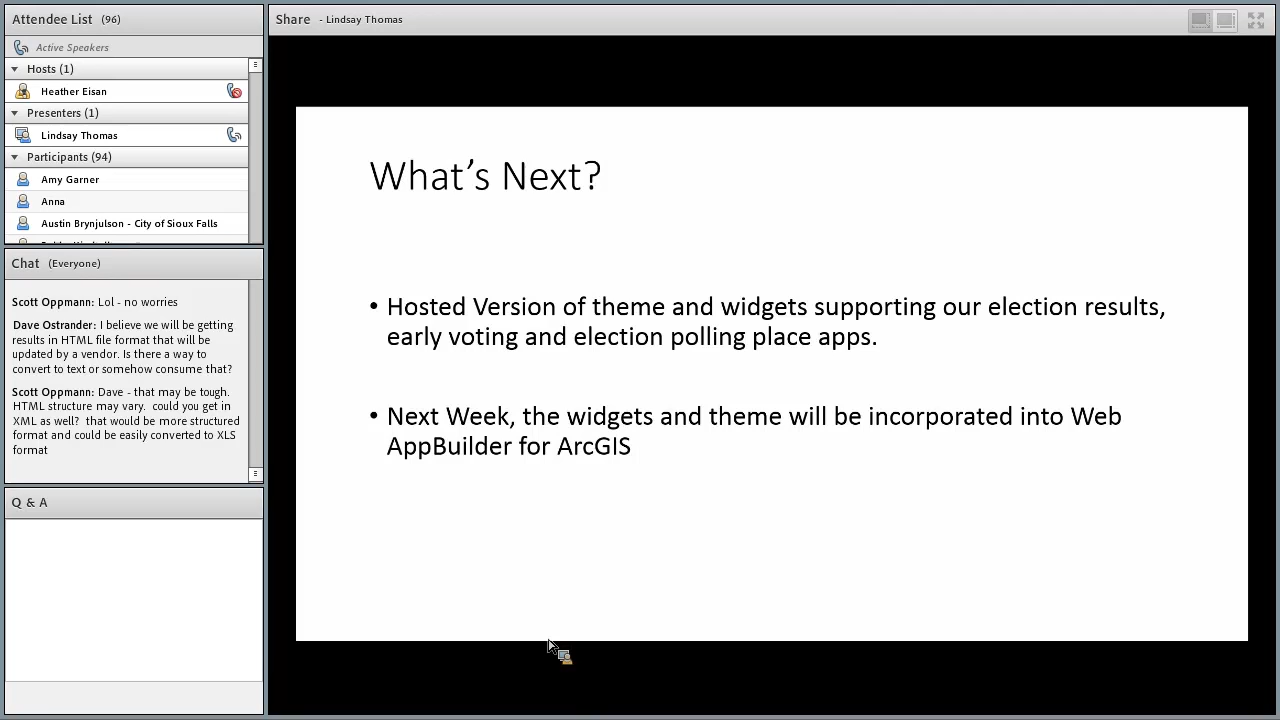 Attendee List (96)
Active Speakers
Hosts (1)
Heather Eisan
Presenters (1)
Lindsay Thomas
Participants (94)
Amy Garner
Anna
Austin Brynjulson - City of Sioux Falls
Chat (Everyone)
Scott Oppmann: Lol - no worries
Dave Ostrander: I believe we will be getting
results in HTML file format that will be
updated by a vendor. Is there a way to
convert to text or somehow consume that?
Scott Oppmann: Dave - that may be tough.
HTML structure may vary. could you get in
XML as well? that would be more structured
format and could be easily converted to XLS
format
Q & A
Share - Lindsay Thomas
What's Next?
• Hosted Version of theme and widgets supporting our election results,
early voting and election polling place apps.
• Next Week, the widgets and theme will be incorporated into Web
AppBuilder for ArcGIS